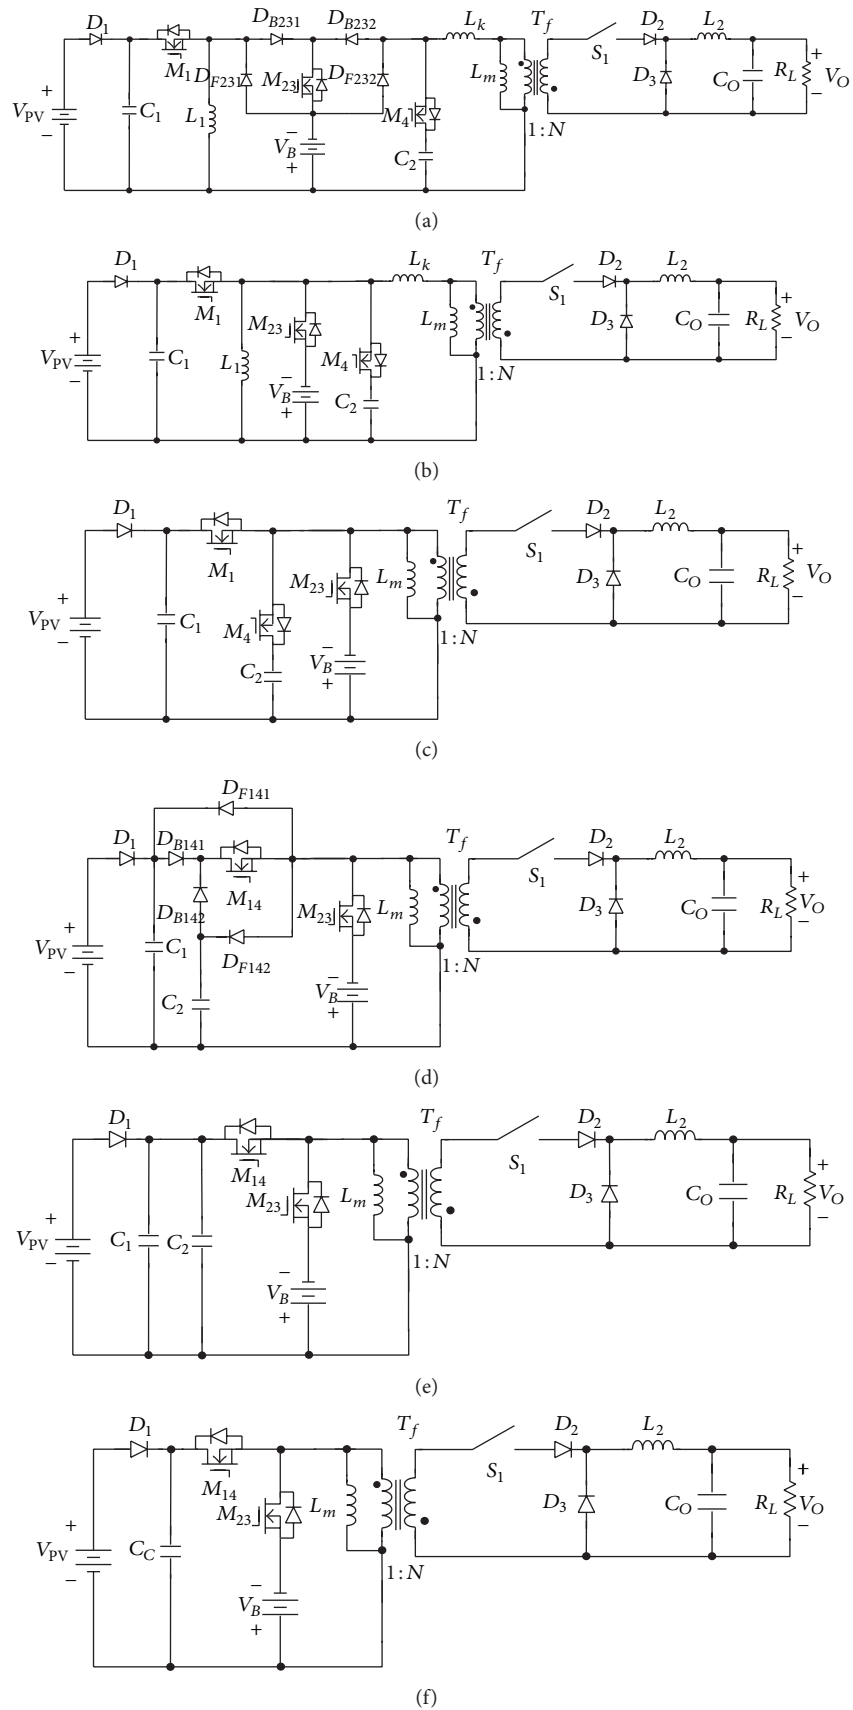 D1 DB231 DB232 Lk Tf D2 L2
M1 DF231 M23 DF232 Lm S1 D3 CO RL + VO −
+ VPV − C1 L1 M4 1:N
− VB + C2
(a)
D1 Lk Tf D2 L2
M1 M23 Lm S1 D3 CO RL + VO −
+ VPV − C1 L1 M4 1:N
− VB + C2
(b)
D1 Tf D2 L2
M1 M23 Lm S1 D3 CO RL + VO −
+ VPV − C1 M4 1:N
C2 − VB +
(c)
DF141
D1 DB141 Tf D2 L2
M14 S1
DB142 M23 Lm D3 CO RL + VO −
+ VPV − C1 DF142 1:N
C2 − VB +
(d)
D1 Tf D2 L2
M14 S1
M23 Lm D3 CO RL + VO −
+ VPV − C1 C2 1:N
− VB +
(e)
D1 Tf D2 L2
M14 S1
M23 Lm D3 CO RL + VO −
+ VPV − CC 1:N
− VB +
(f)